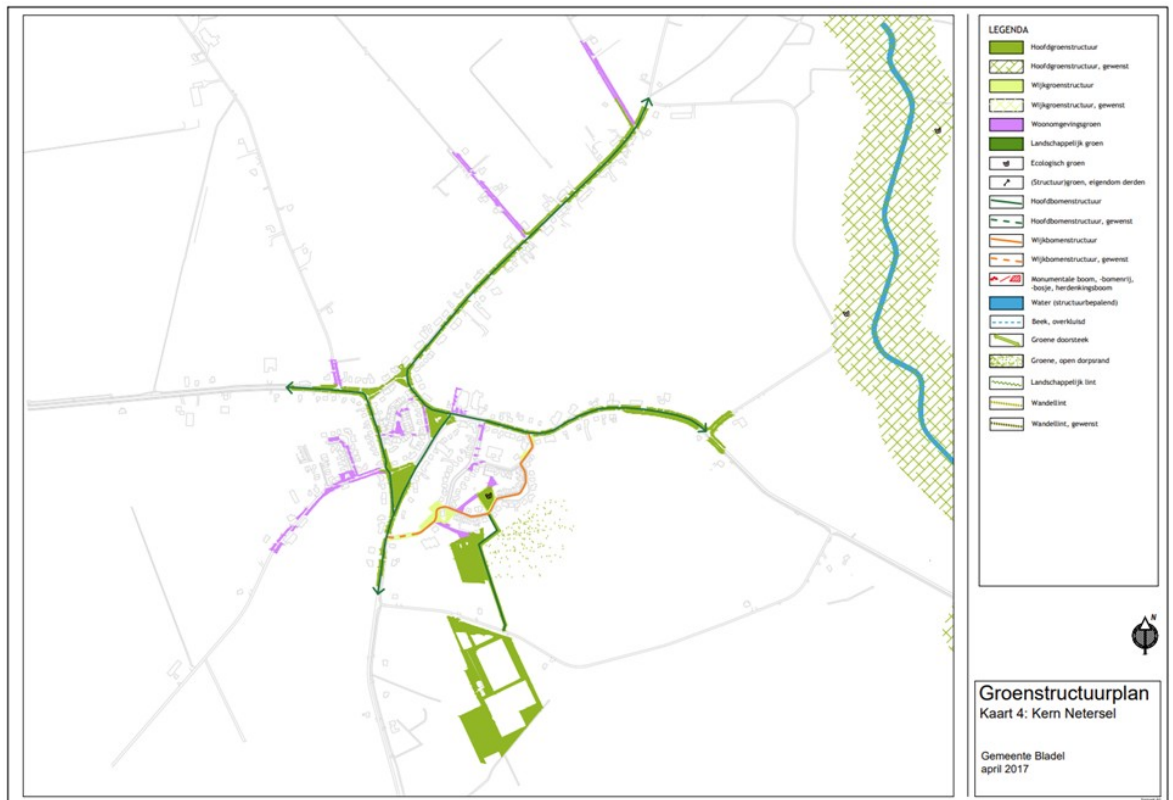 LEGENDA
Hoofdgroenstructuur
Hoofdgroenstructuur, gewenst
Wijkgroenstructuur
Wijkgroenstructuur, gewenst
Woonomgevingsgroen
Landschappelijk groen
Ecologisch groen
(Structuur)groen, eigendom derden
Hoofdbomenstructuur
Hoofdbomenstructuur, gewenst
Wijkbomenstructuur
Wijkbomenstructuur, gewenst
Monumentale boom, -bomenrij,
-bosje, herdenkingsboom
Water (structuurbepalend)
Beek, overkluisd
Groene doorsteek
Groene, open dorpsrand
Landschappelijk lint
Wandellint
Wandellint, gewenst
N
Groenstructuurplan
Kaart 4: Kern Netersel
Gemeente Bladel
april 2017